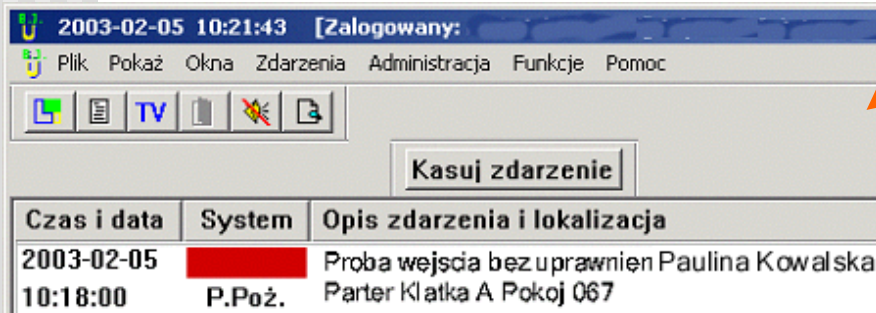 2003-02-05 10:21:43 [Zalogowany:
Plik Pokaż Okna Zdarzenia Administracja Funkcje Pomoc
TV
Kasuj zdarzenie
Czas i data System Opis zdarzenia i lokalizacja
2003-02-05 Proba wejscia bez uprawnien Paulina Kowalska
10:18:00 P.Poż. Parter Klatka A Pokoj 067